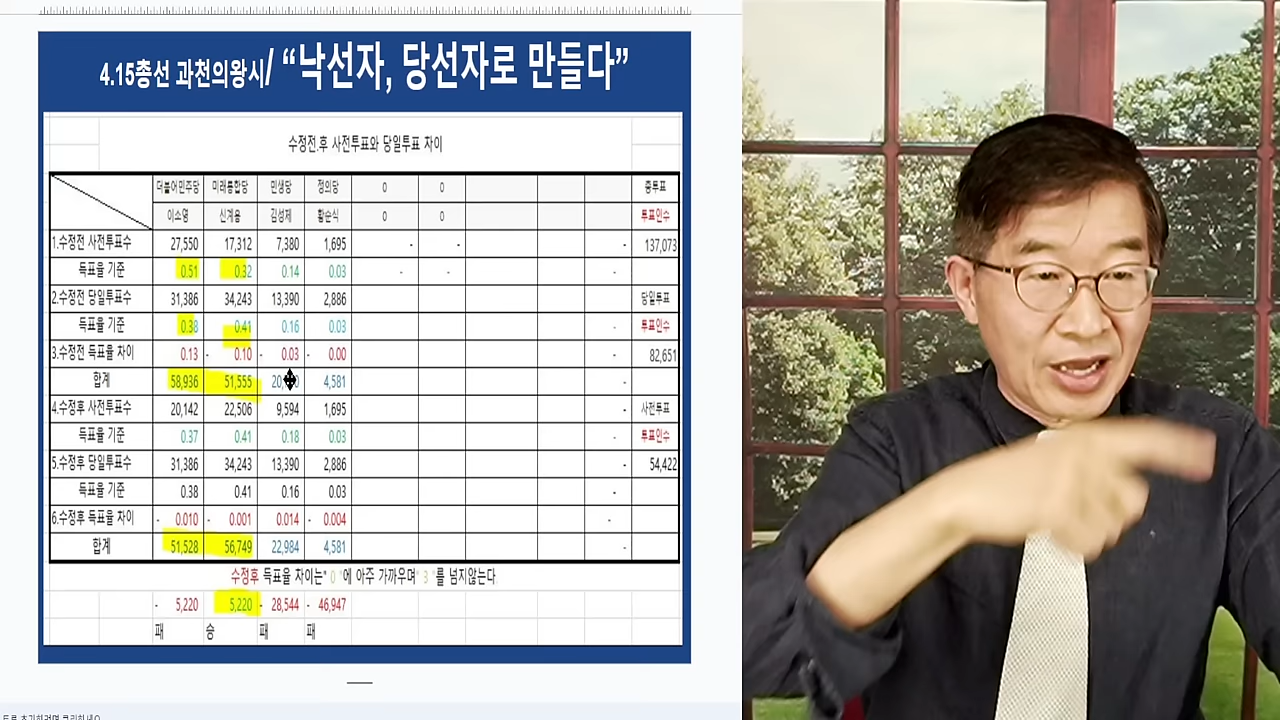 4.15총선 과천의왕시/ “낙선자, 당선자로 만들다”
수정전.후 사전투표와 당일투표 차이
더불어민주당 미래통합당 민생당 정의당 0 0 총투표
이소영 신계용 김성제 황순식 0 0 투표인수
1.수정전 사전투표수 27,550 17,312 7,380 1,695 - - - 137,073
득표율 기준 0.51 0.32 0.14 0.03 - - -
2.수정전 당일투표수 31,386 34,243 13,390 2,886 - 당일투표
득표율 기준 0.38 0.41 0.16 0.03 - 투표인수
3.수정전 득표율 차이 0.13 - 0.10 - 0.03 - 0.00 - 82,651
합계 58,936 51,555 4,581 -
4.수정후 사전투표수 20,142 22,506 9,594 1,695 - 사전투표
득표율 기준 0.37 0.41 0.18 0.03 - 투표인수
5.수정후 당일투표수 31,386 34,243 13,390 2,886 - 54,422
득표율 기준 0.38 0.41 0.16 0.03 -
6.수정후 득표율 차이 - 0.010 - 0.001 0.014 - 0.004 -
합계 51,528 56,749 22,984 4,581 -
수정후 득표율 차이는" 0 "에 아주 가까우며" 3 "를 넘지않는다.
- 5,220 5,220 - 28,544 - 46,947
패 승 패 패